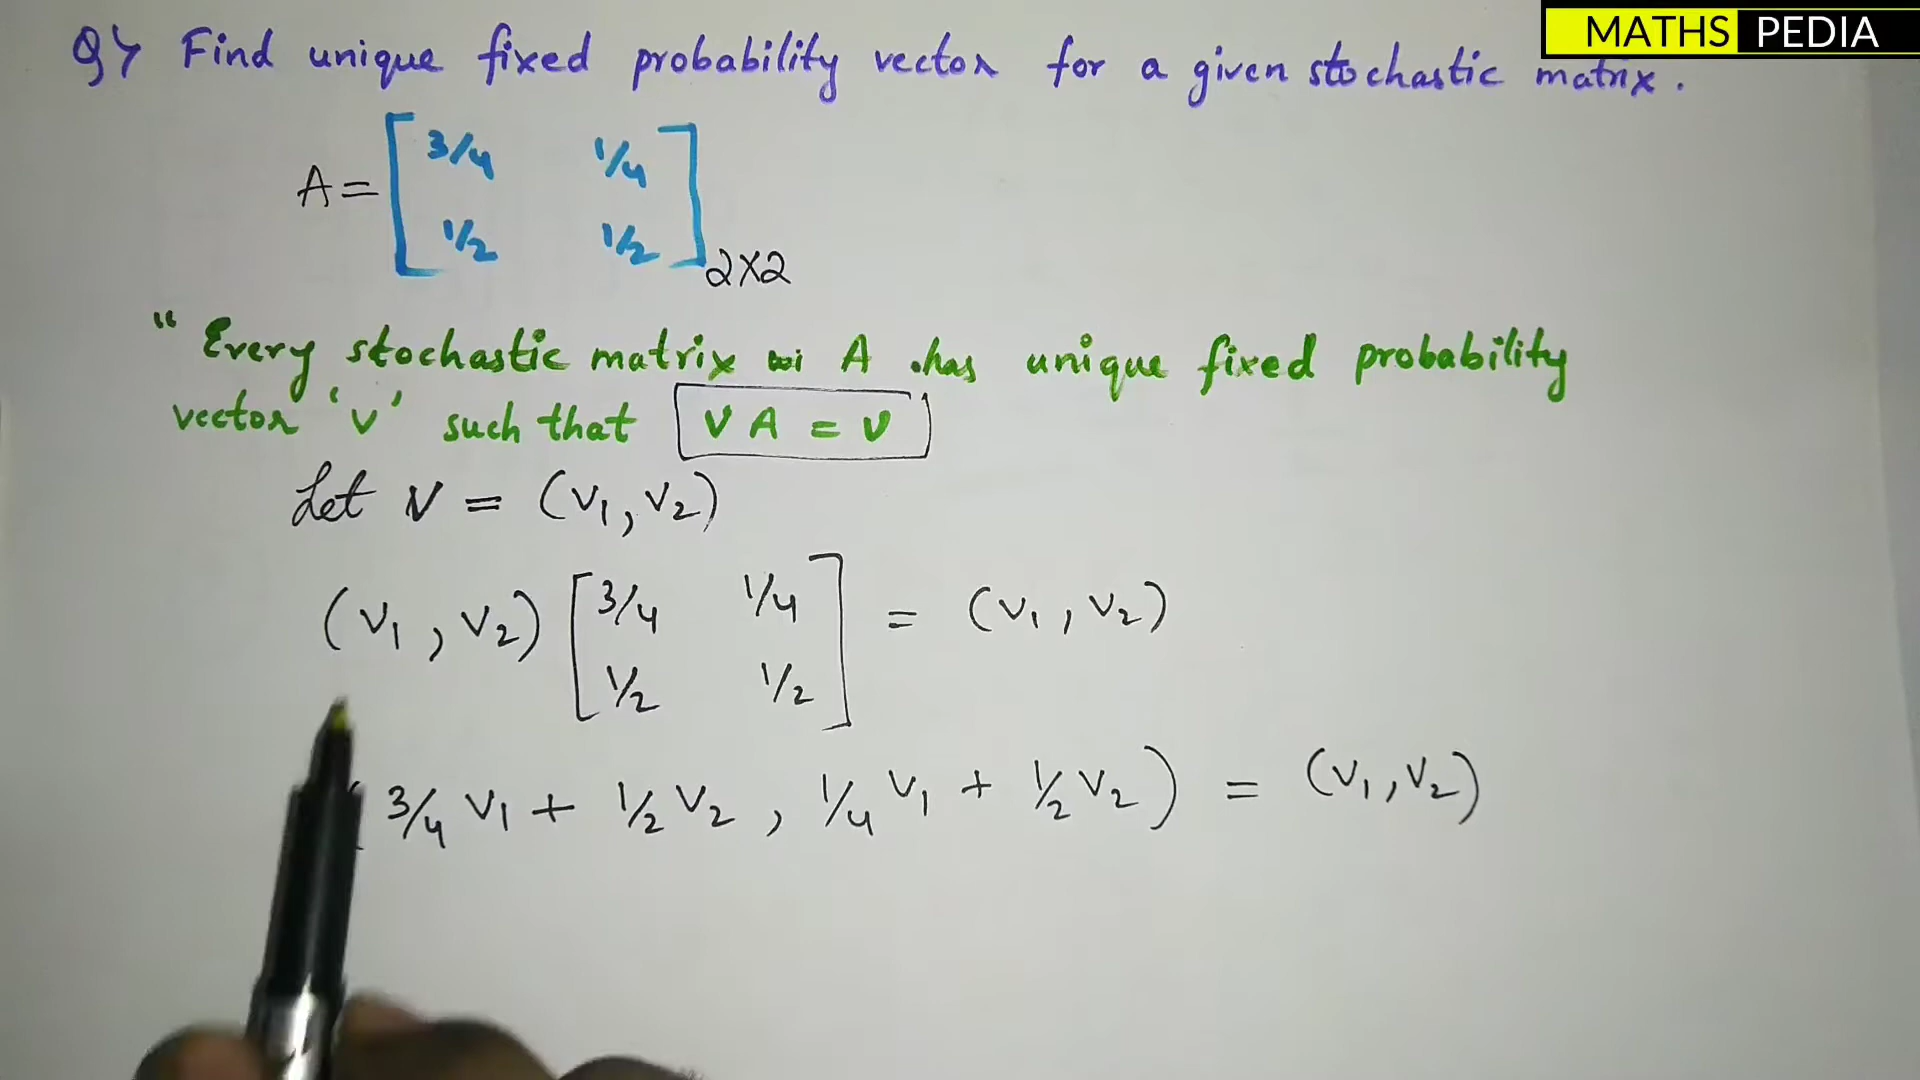 MATHS PEDIA
Q> Find unique fixed probability vector for a given stochastic matrix.
A = [ 3/4 1/4
1/2 1/2 ] 2×2
" Every stochastic matrix A has unique fixed probability
vector 'v' such that v A = v
Let v = (v₁, v₂)
(v₁, v₂) [ 3/4 1/4 = (v₁, v₂)
1/2 1/2 ]
( 3/4 v₁ + 1/2 v₂ , 1/4 v₁ + 1/2 v₂ ) = (v₁, v₂)